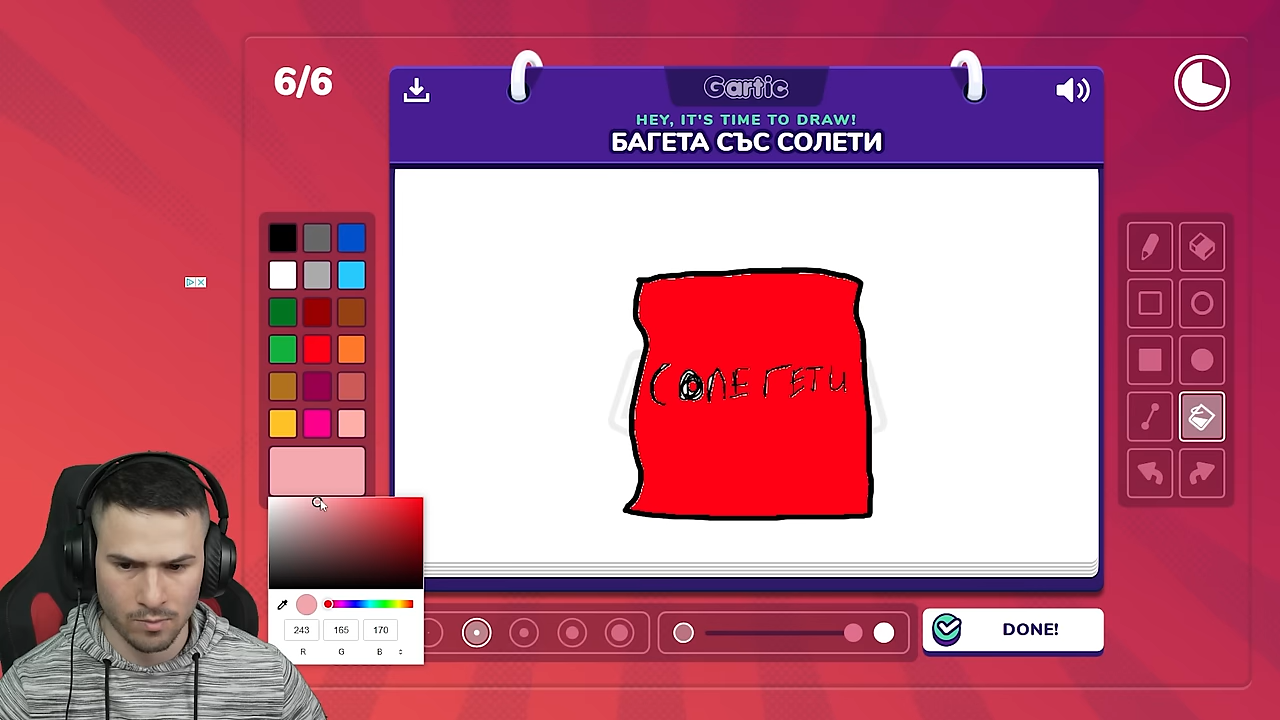 6/6
Gartic
HEY, IT'S TIME TO DRAW!
БАГЕТА СЪС СОЛЕТИ
СОЛЕГЕТИ
243 165 170
R G B
DONE!